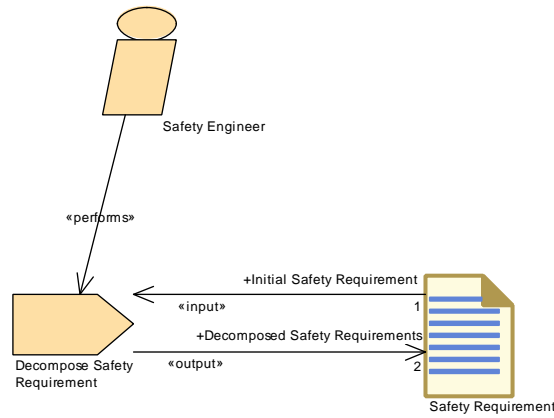 Safety Engineer
«performs»
+Initial Safety Requirement
«input»
1
+Decomposed Safety Requirements
«output»
2
Decompose Safety
Requirement
Safety Requirement